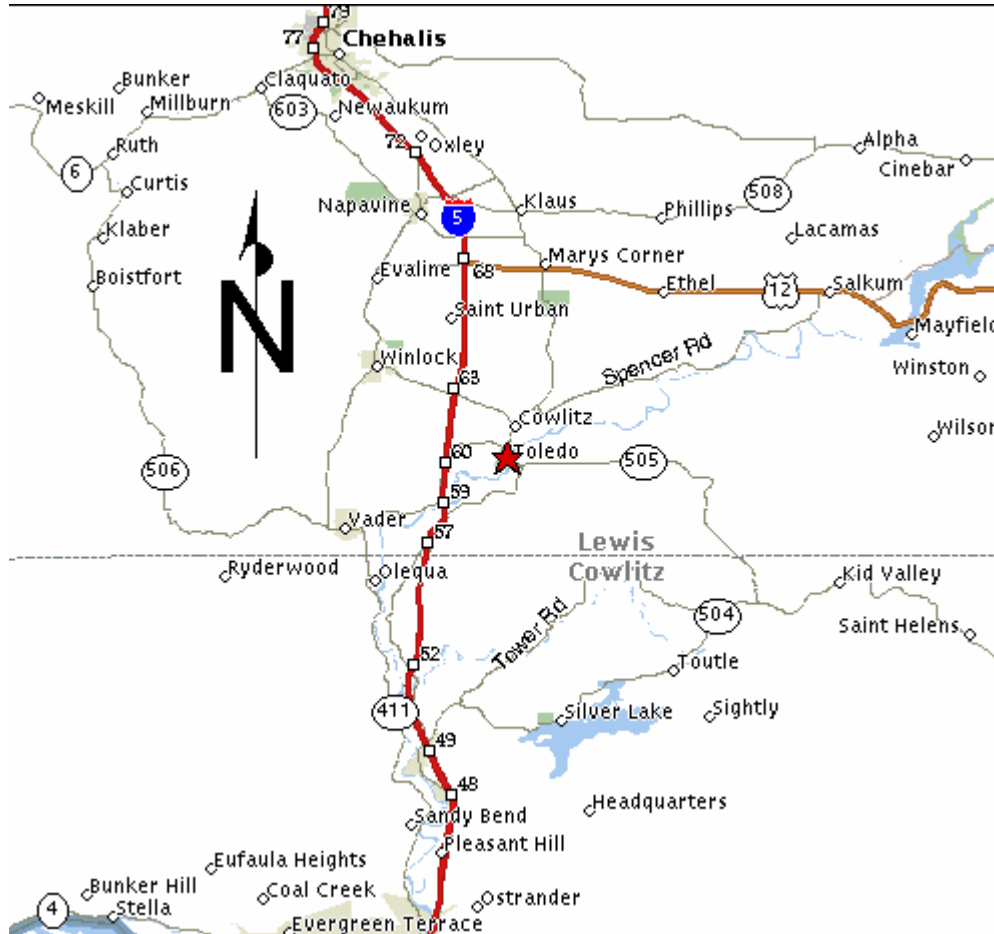 79
77
Chehalis
Bunker
Claquato
Meskill
Millburn
603
Newaukum
72
Oxley
Alpha
Cinebar
Ruth
6
Curtis
508
Napavine
Klaus
5
Phillips
Klaber
Lacamas
Marys Corner
Evaline
68
Boistfort
Ethel
12
Salkum
N
Saint Urban
Mayfield
Spencer Rd
Winlock
Winston
63
Cowlitz
Wilson
506
60
Toledo
505
59
Vader
57
Lewis
Cowlitz
Ryderwood
Olequa
Kid Valley
504
Tower Rd
Saint Helens
52
Toutle
411
Silver Lake
Sightly
49
48
Headquarters
Sandy Bend
Pleasant Hill
Eufaula Heights
Bunker Hill
Coal Creek
Ostrander
4
Stella
Evergreen Terrace